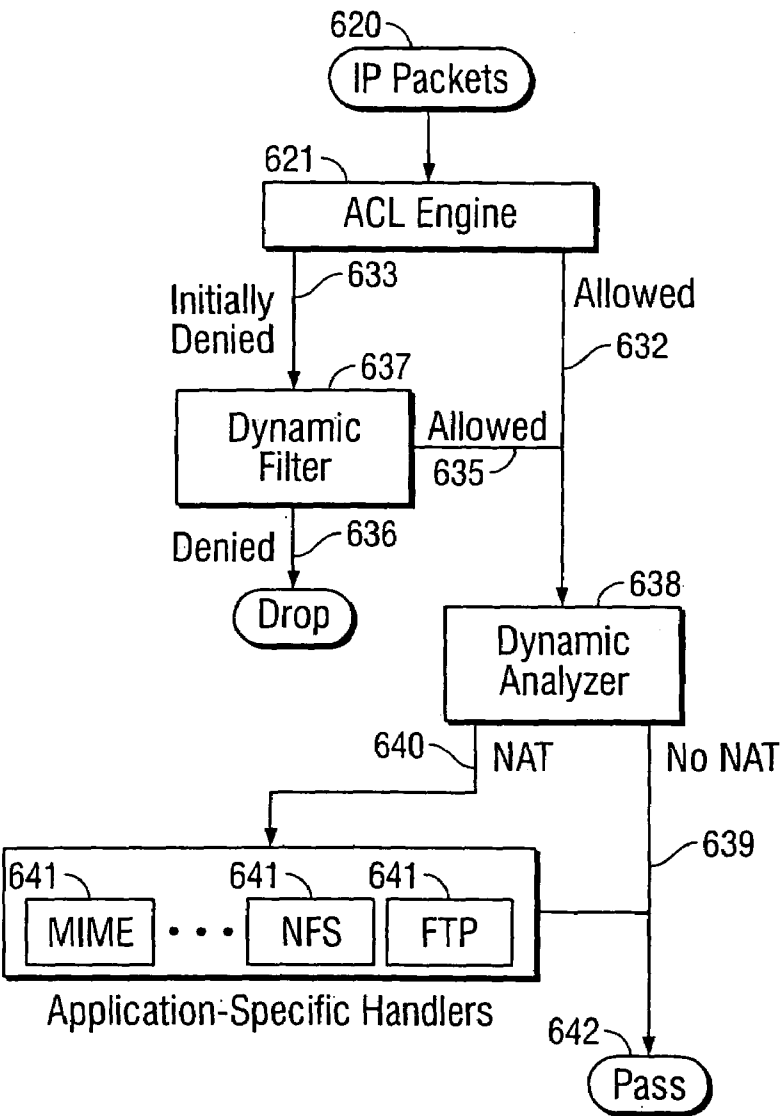 620
IP Packets
621
ACL Engine
633
Initially
Denied
Allowed
632
637
Dynamic
Filter
Allowed
635
Denied
636
Drop
638
Dynamic
Analyzer
640
NAT
No NAT
639
641
641
641
MIME
• • •
NFS
FTP
Application-Specific Handlers
642
Pass